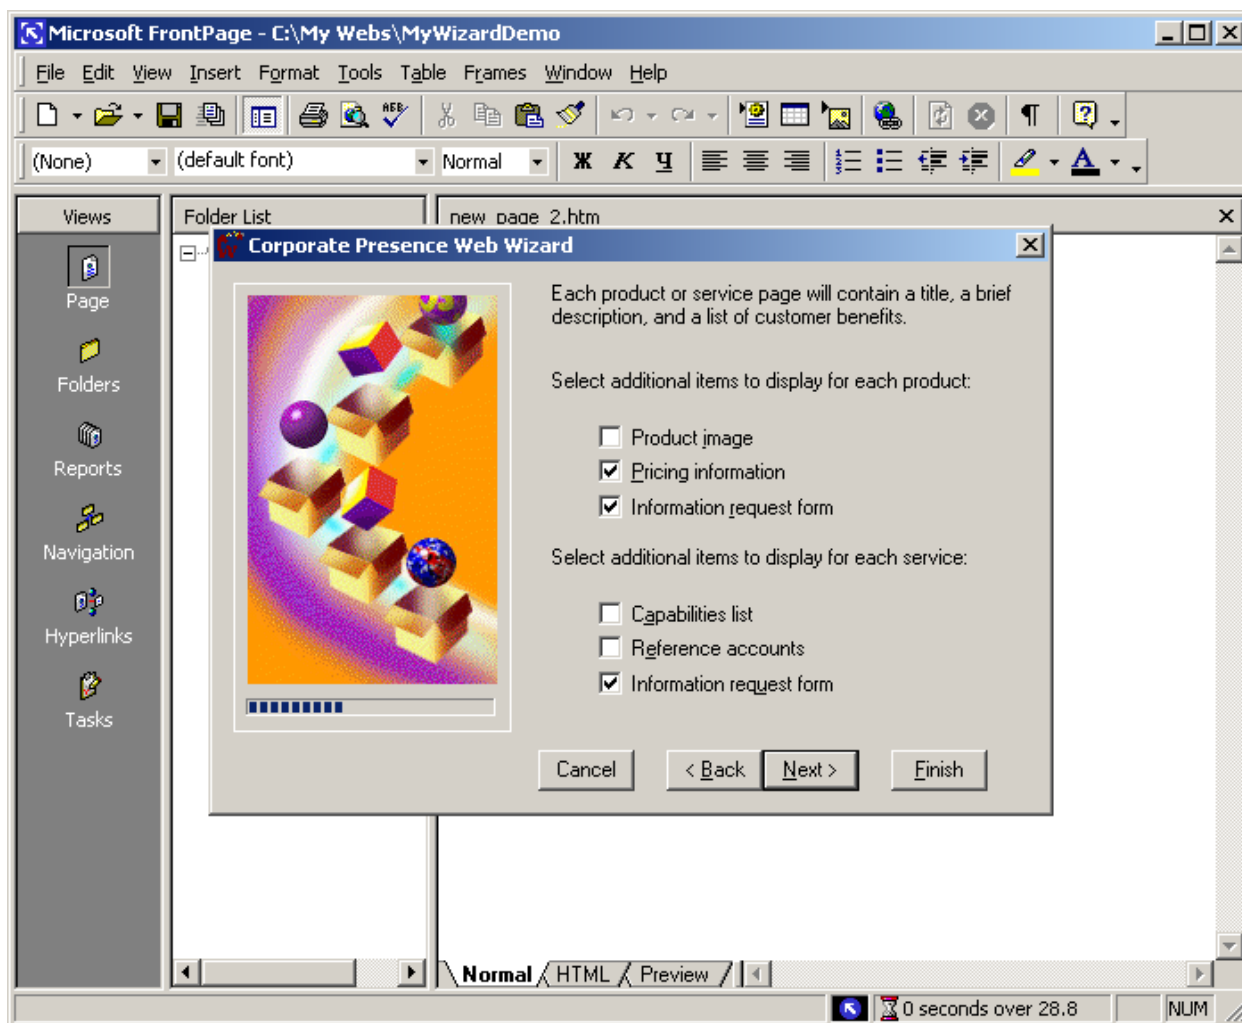 Microsoft FrontPage - C:\My Webs\MyWizardDemo
File Edit View Insert Format Tools Table Frames Window Help
(None) (default font) Normal Ж К Ч A
Views
Folder List
new_page_2.htm
Corporate Presence Web Wizard
Page
Folders
Reports
Navigation
Hyperlinks
Tasks
Each product or service page will contain a title, a brief
description, and a list of customer benefits.
Select additional items to display for each product:
Product image
Pricing information
Information request form
Select additional items to display for each service:
Capabilities list
Reference accounts
Information request form
Cancel < Back Next > Finish
Normal HTML Preview
0 seconds over 28.8 NUM